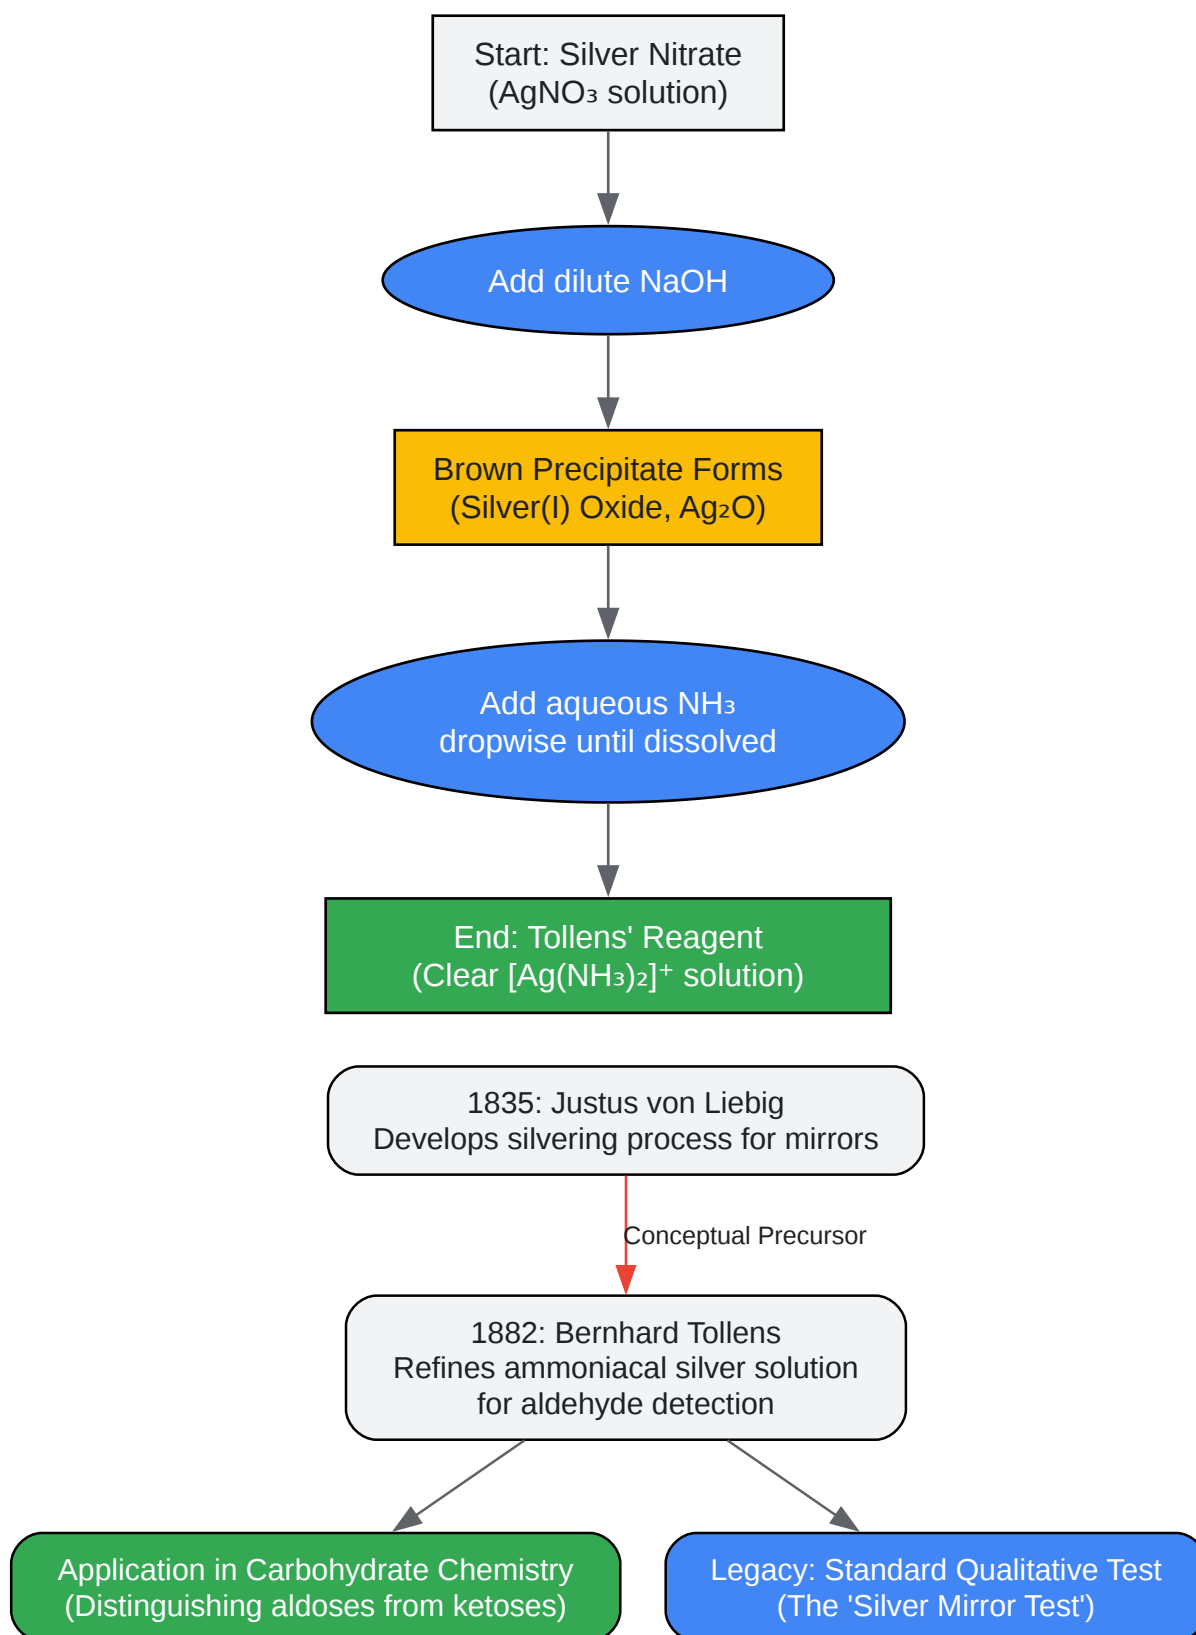 Start: Silver Nitrate
(AgNO₃ solution)
Add dilute NaOH
Brown Precipitate Forms
(Silver(I) Oxide, Ag₂O)
Add aqueous NH₃
dropwise until dissolved
End: Tollens' Reagent
(Clear [Ag(NH₃)₂]⁺ solution)
1835: Justus von Liebig
Develops silvering process for mirrors
Conceptual Precursor
1882: Bernhard Tollens
Refines ammoniacal silver solution
for aldehyde detection
Application in Carbohydrate Chemistry
(Distinguishing aldoses from ketoses)
Legacy: Standard Qualitative Test
(The 'Silver Mirror Test')